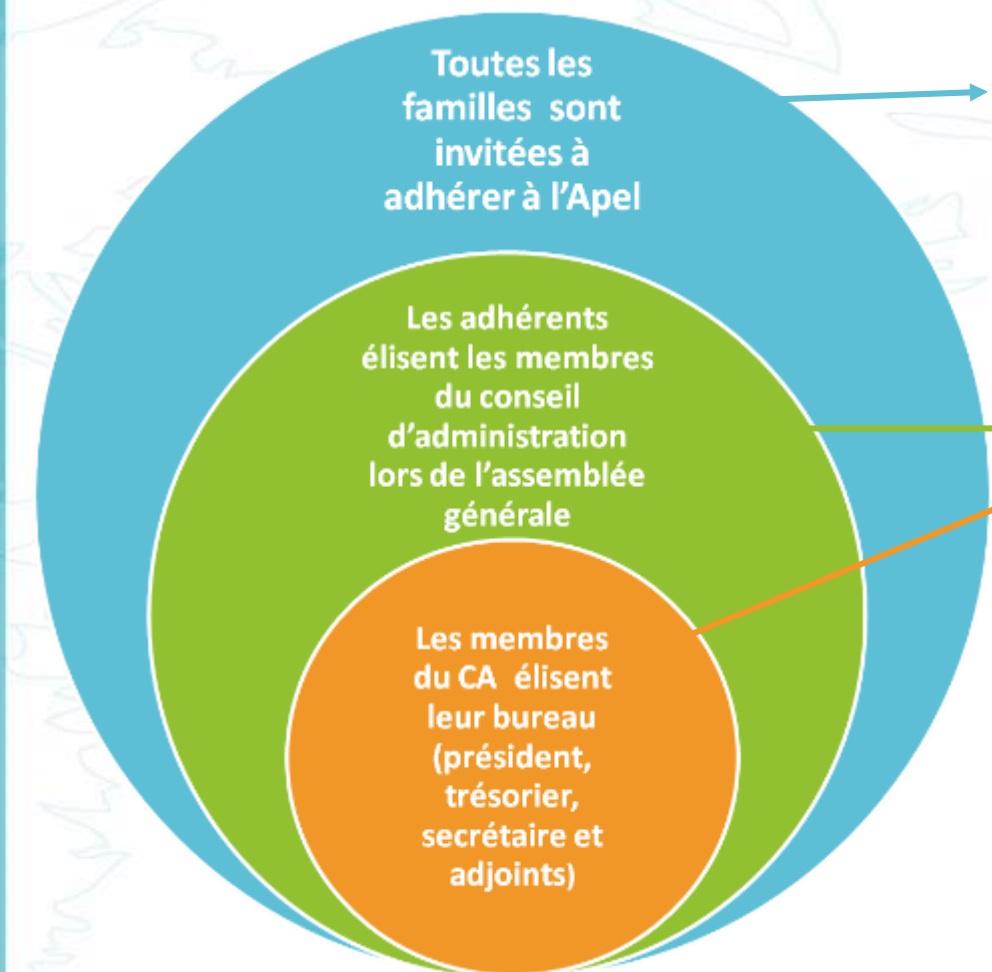 Toutes les
familles  sont
invitées à
adhérer à l'Apel
Les adhérents
élisent les membres
du conseil
d'administration
lors de l'assemblée
générale
Les membres
du CA  élisent
leur bureau
(président,
trésorier,
secrétaire et
adjoints)